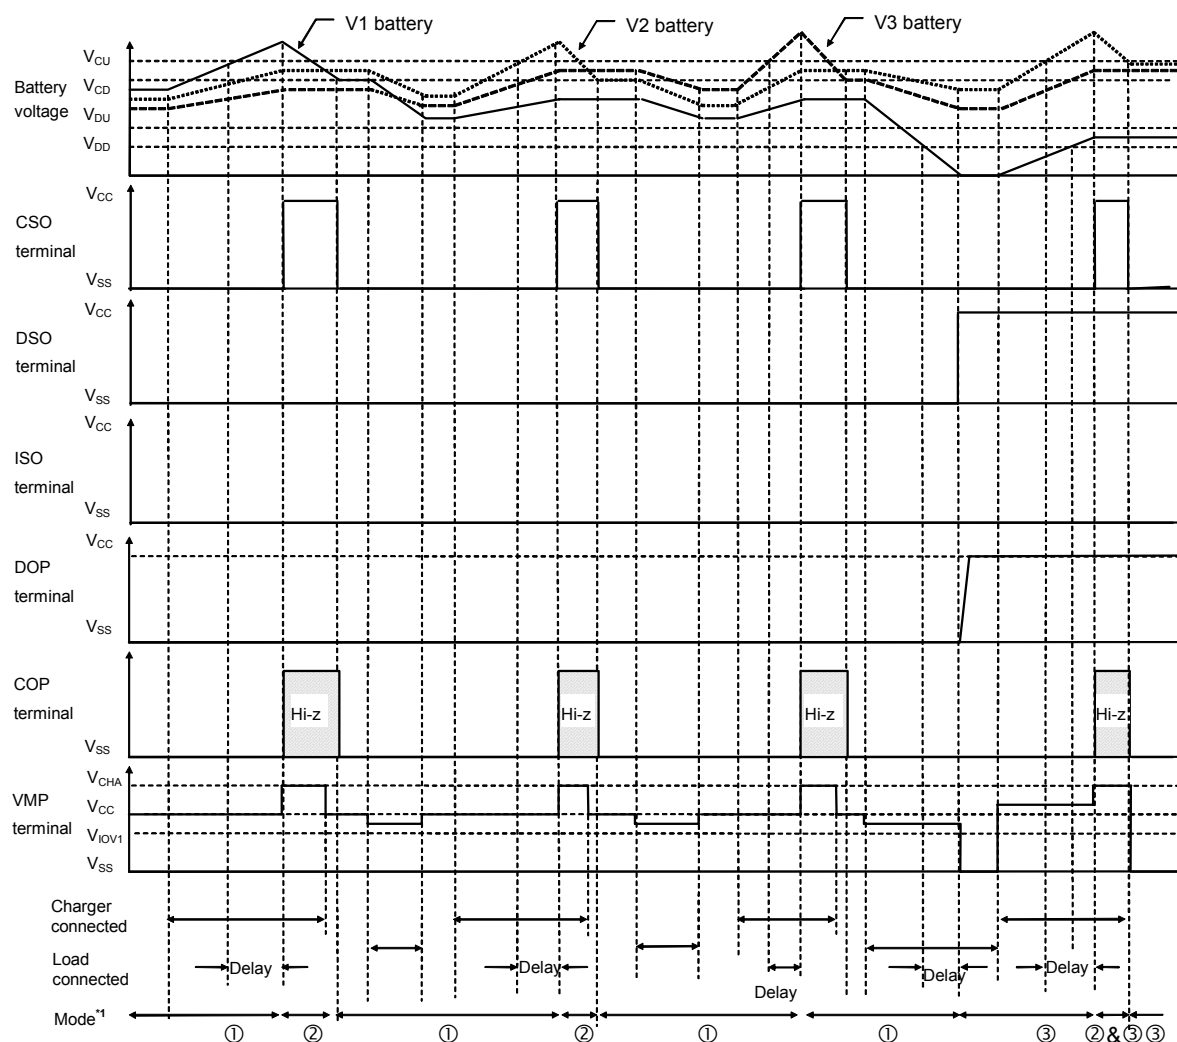 V1 battery
V2 battery
V3 battery
Battery
voltage
VCU
VCD
VDU
VDD
CSO
terminal
VCC
VSS
DSO
terminal
VCC
VSS
ISO
terminal
VCC
VSS
DOP
terminal
VCC
VSS
COP
terminal
VSS
Hi-z
Hi-z
Hi-z
Hi-z
VMP
terminal
VCHA
VCC
VIOV1
VSS
Charger
connected
Load
connected
Delay
Delay
Delay
Delay
Delay
Mode*1
① ② ① ② ① ① ③ ②&③ ③